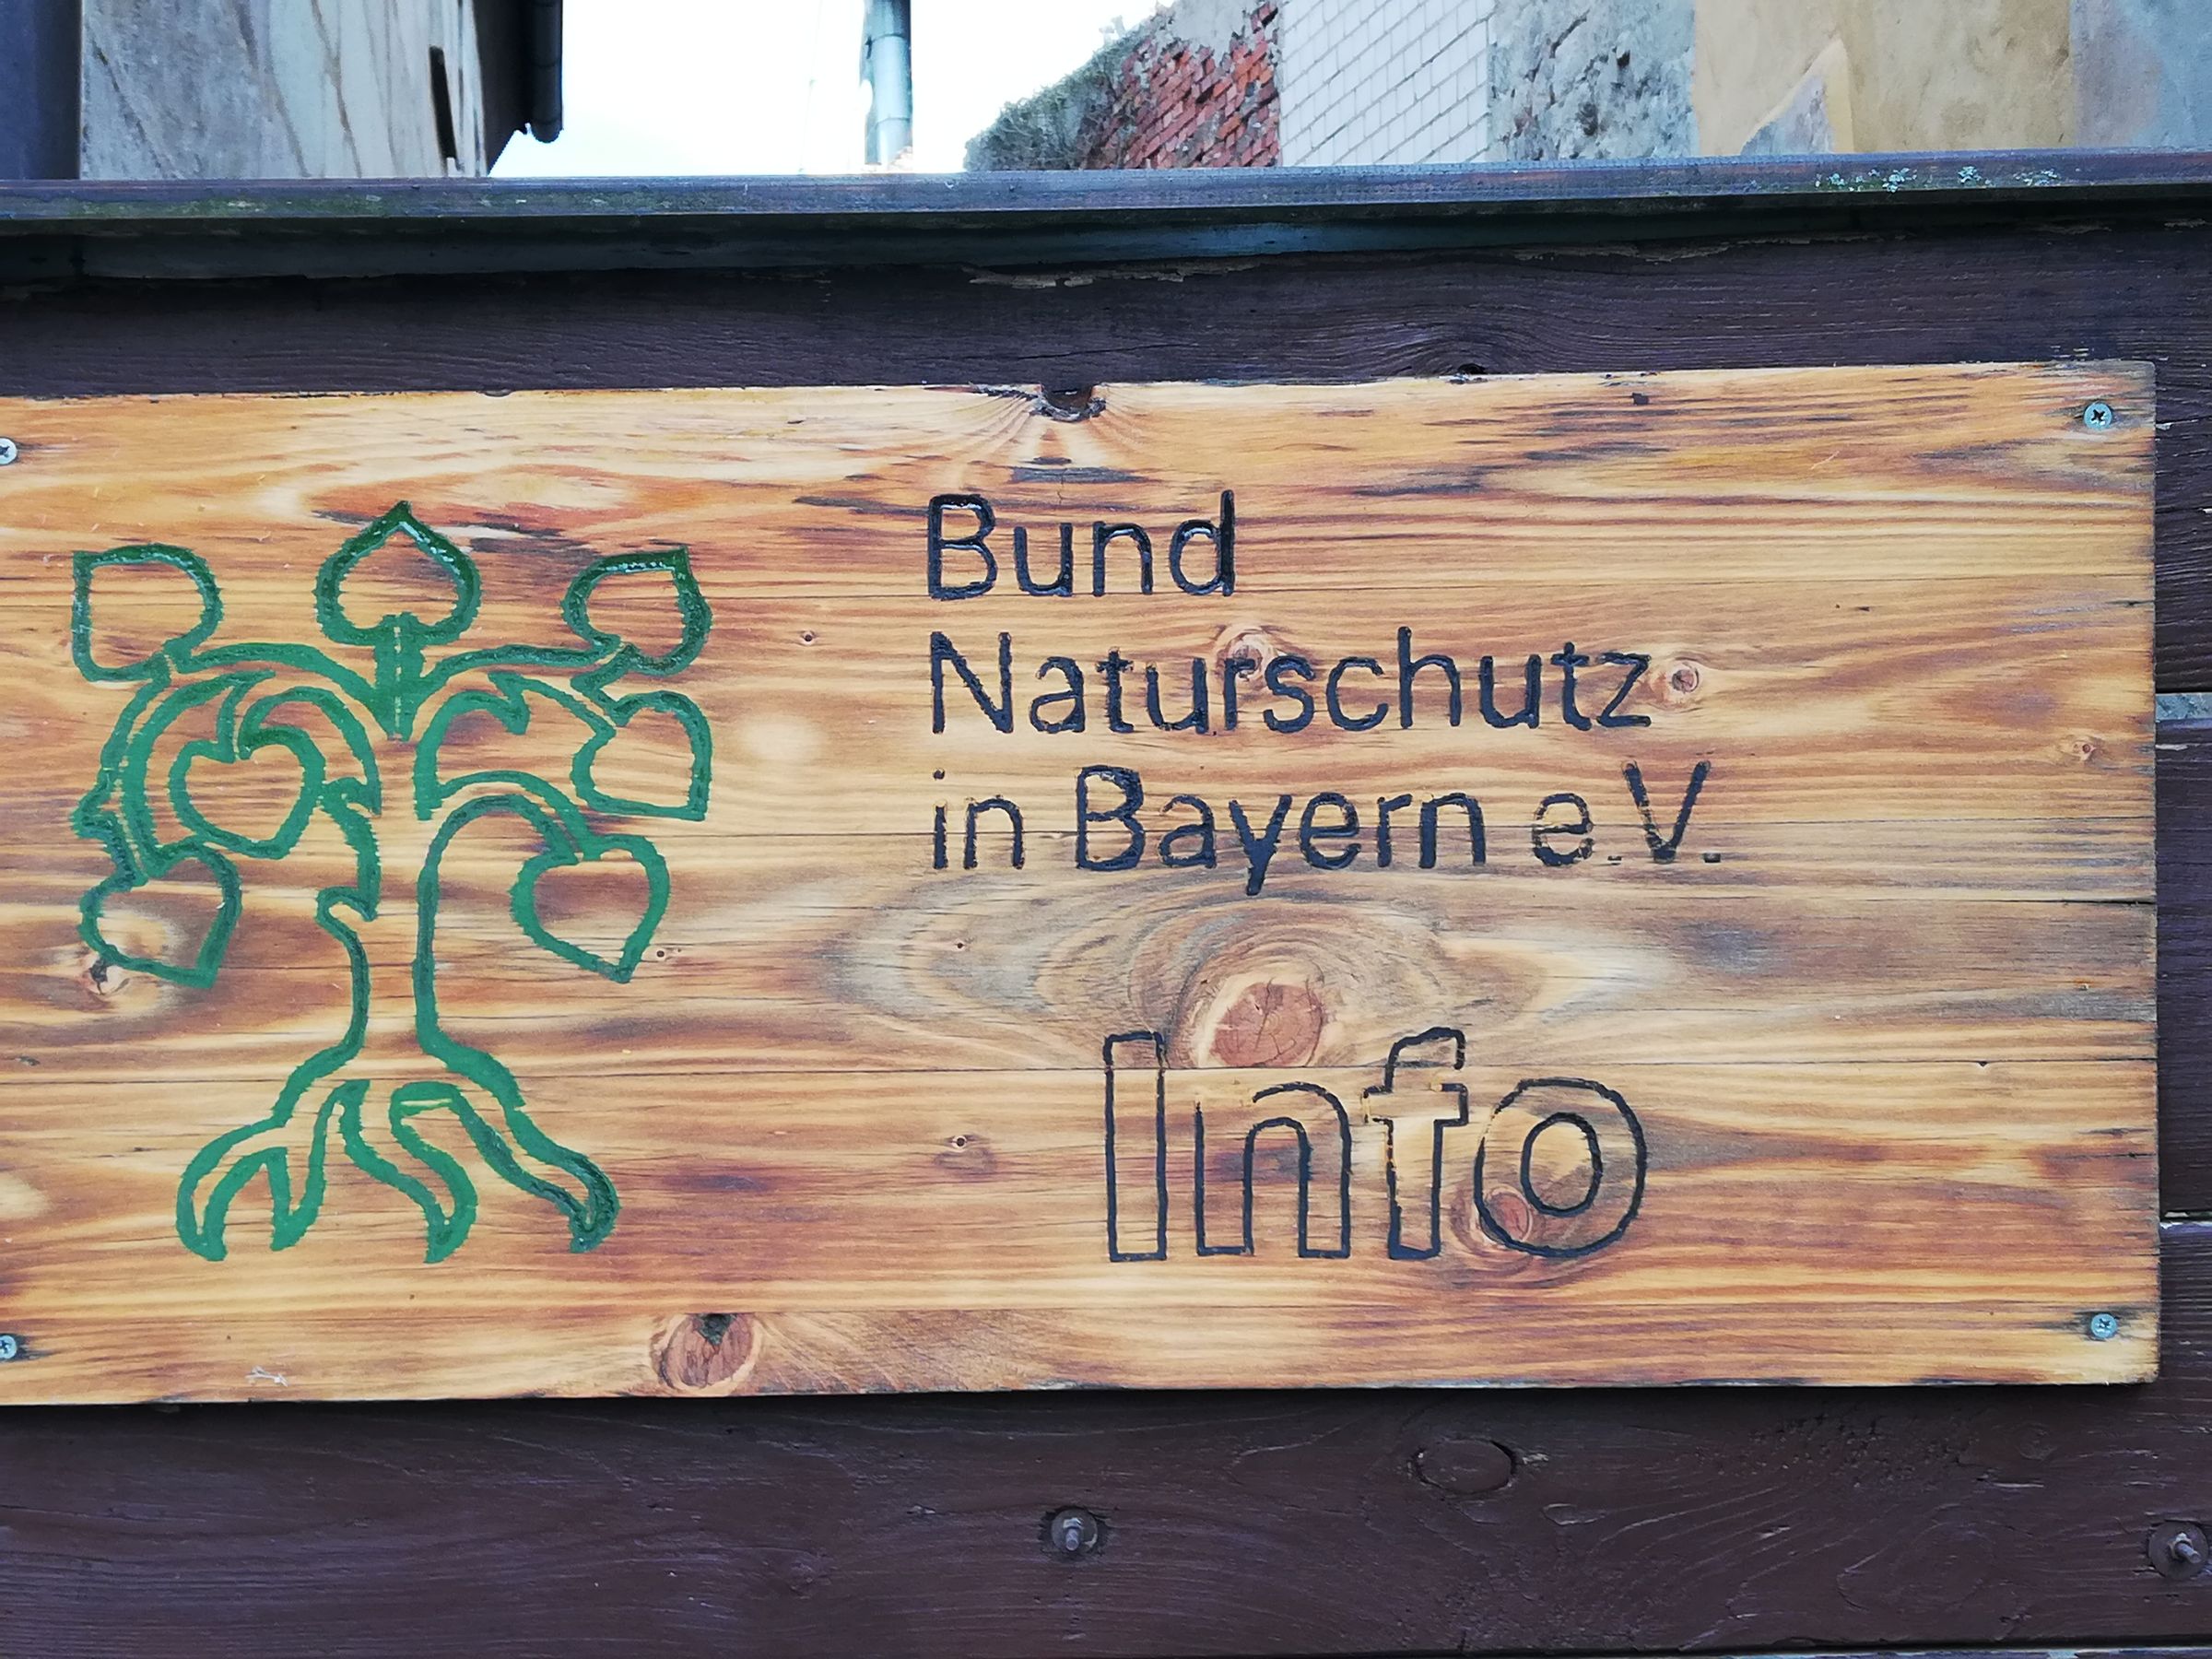 Bund
Naturschutz
in Bayern e.V.
Info